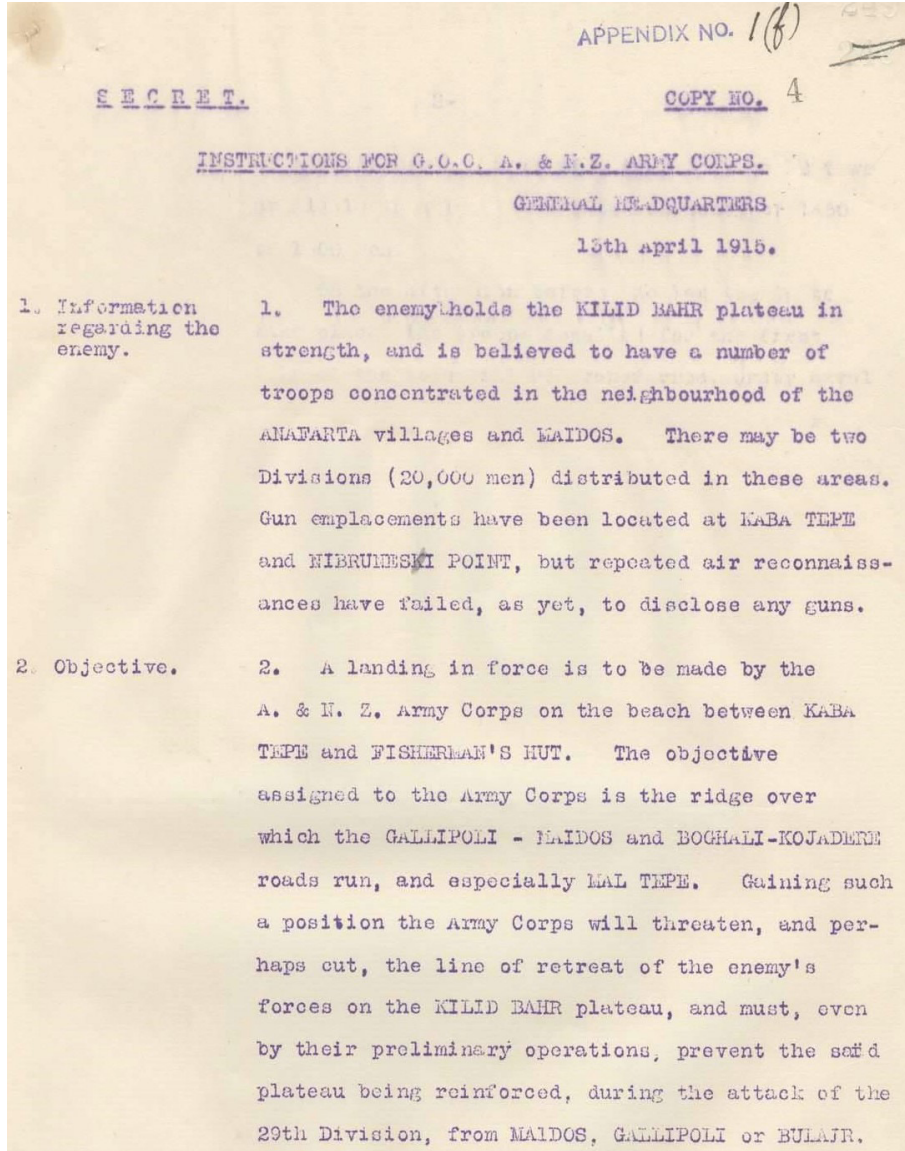 APPENDIX NO. 1(f)
SECRET.
COPY NO. 4
INSTRUCTIONS FOR G.O.C. A. & N.Z. ARMY CORPS.
GENERAL HEADQUARTERS
13th April 1915.
1. Information regarding the enemy.
1. The enemy holds the KILID BAHR plateau in
strength, and is believed to have a number of
troops concentrated in the neighbourhood of the
ANAFARTA villages and MAIDOS. There may be two
Divisions (20,000 men) distributed in these areas.
Gun emplacements have been located at KABA TEPE
and NIBRUNESKI POINT, but repeated air reconnaiss-
ances have failed, as yet, to disclose any guns.
2. Objective.
2. A landing in force is to be made by the
A. & N. Z. Army Corps on the beach between KABA
TEPE and FISHERMAN'S HUT. The objective
assigned to the Army Corps is the ridge over
which the GALLIPOLI - MAIDOS and BOGHALI-KOJADERE
roads run, and especially MAL TEPE. Gaining such
a position the Army Corps will threaten, and per-
haps cut, the line of retreat of the enemy's
forces on the KILID BAHR plateau, and must, even
by their preliminary operations, prevent the said
plateau being reinforced, during the attack of the
29th Division, from MAIDOS, GALLIPOLI or BULAIR.